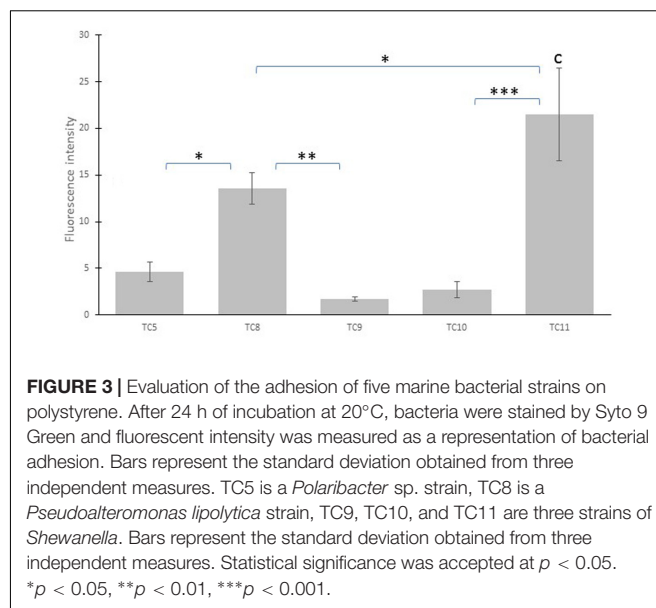 30
25
20
15
10
5
0
Fluorescence intensity
*
**
*
***
C
TC5 TC8 TC9 TC10 TC11
FIGURE 3 | Evaluation of the adhesion of five marine bacterial strains on
polystyrene. After 24 h of incubation at 20°C, bacteria were stained by Syto 9
Green and fluorescent intensity was measured as a representation of bacterial
adhesion. Bars represent the standard deviation obtained from three
independent measures. TC5 is a Polaribacter sp. strain, TC8 is a
Pseudoalteromonas lipolytica strain, TC9, TC10, and TC11 are three strains of
Shewanella. Bars represent the standard deviation obtained from three
independent measures. Statistical significance was accepted at p < 0.05.
*p < 0.05, **p < 0.01, ***p < 0.001.